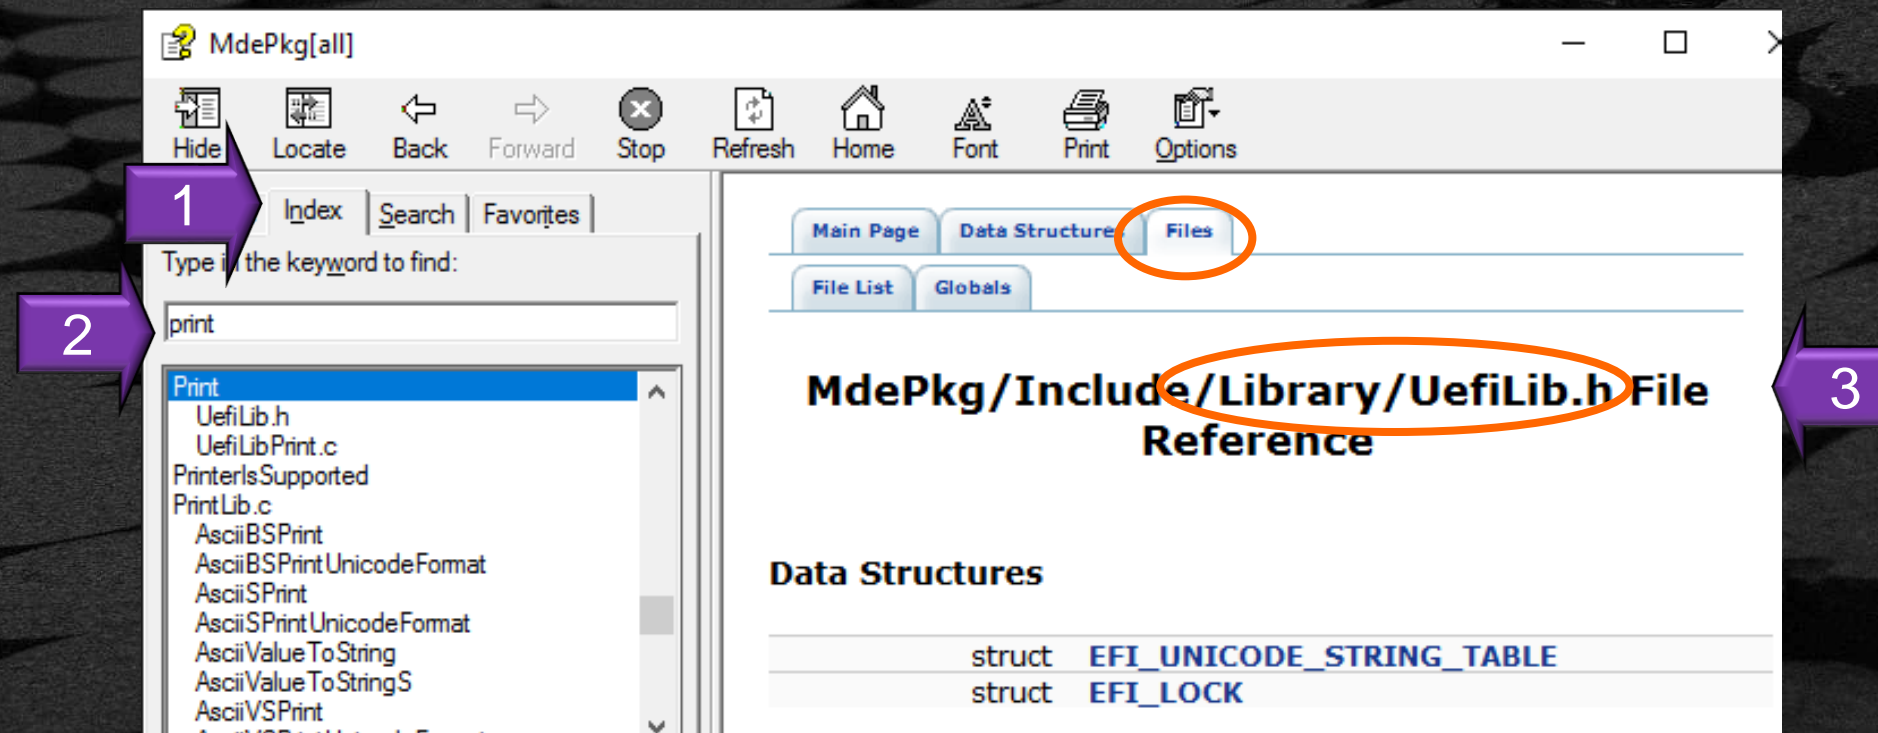 MdePkg[all]
Hide Locate Back Forward Stop Refresh Home Font Print Options
1
Index Search Favorites
Type in the keyword to find:
2
print
Print
UefiLib.h
UefiLibPrint.c
PrinterIsSupported
PrintLib.c
AsciiBSPrint
AsciiBSPrintUnicodeFormat
AsciiSPrint
AsciiSPrintUnicodeFormat
AsciiValueToString
AsciiValueToStringS
AsciiVSPrint
Main Page Data Structures Files
File List Globals
MdePkg/Include/Library/UefiLib.h File
Reference
3
Data Structures
struct EFI_UNICODE_STRING_TABLE
struct EFI_LOCK